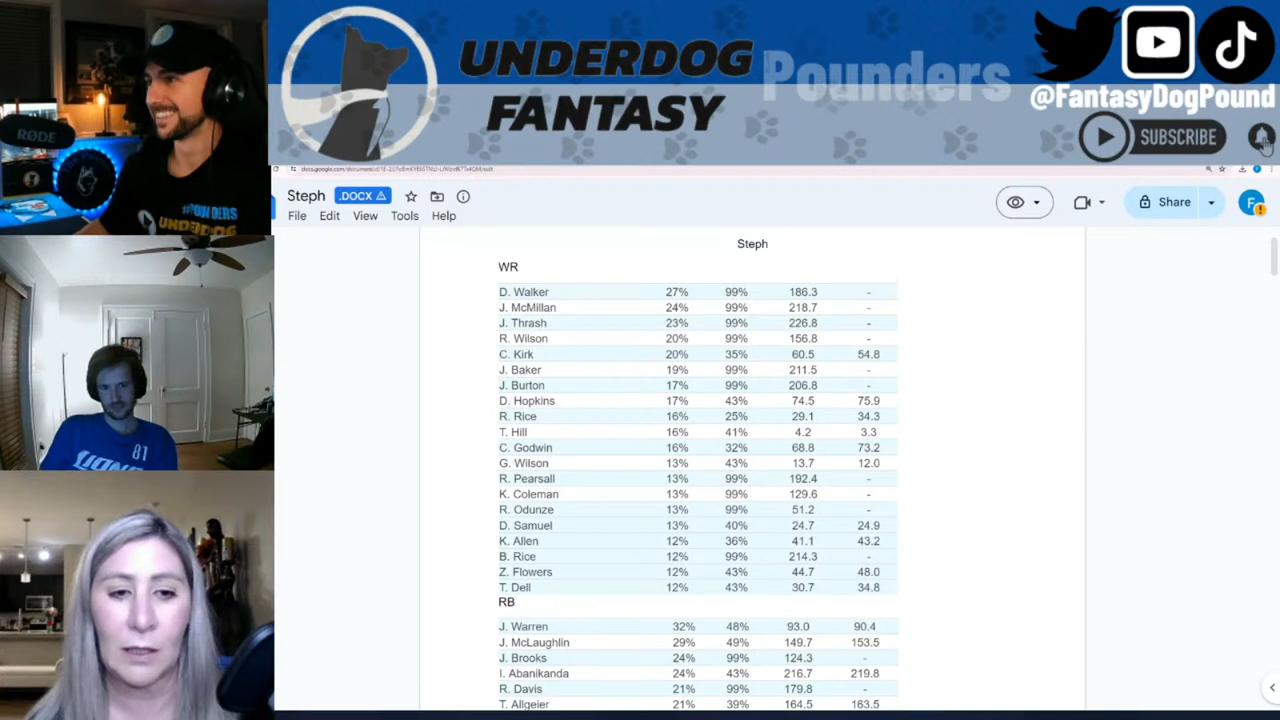 UNDERDOG
FANTASY
Pounders
@FantasyDogPound
SUBSCRIBE
RØDE
#POUNDERS
UNDERDOG
81
LIONS
Steph .DOCX
File Edit View Tools Help
Share
F
Steph
WR
D. Walker 27% 99% 186.3 -
J. McMillan 24% 99% 218.7 -
J. Thrash 23% 99% 226.8 -
R. Wilson 20% 99% 156.8 -
C. Kirk 20% 35% 60.5 54.8
J. Baker 19% 99% 211.5 -
J. Burton 17% 99% 206.8 -
D. Hopkins 17% 43% 74.5 75.9
R. Rice 16% 25% 29.1 34.3
T. Hill 16% 41% 4.2 3.3
C. Godwin 16% 32% 68.8 73.2
G. Wilson 13% 43% 13.7 12.0
R. Pearsall 13% 99% 192.4 -
K. Coleman 13% 99% 129.6 -
R. Odunze 13% 99% 51.2 -
D. Samuel 13% 40% 24.7 24.9
K. Allen 12% 36% 41.1 43.2
B. Rice 12% 99% 214.3 -
Z. Flowers 12% 43% 44.7 48.0
T. Dell 12% 43% 30.7 34.8
RB
J. Warren 32% 48% 93.0 90.4
J. McLaughlin 29% 49% 149.7 153.5
J. Brooks 24% 99% 124.3 -
I. Abanikanda 24% 43% 216.7 219.8
R. Davis 21% 99% 179.8 -
T. Allgeier 21% 39% 164.5 163.5